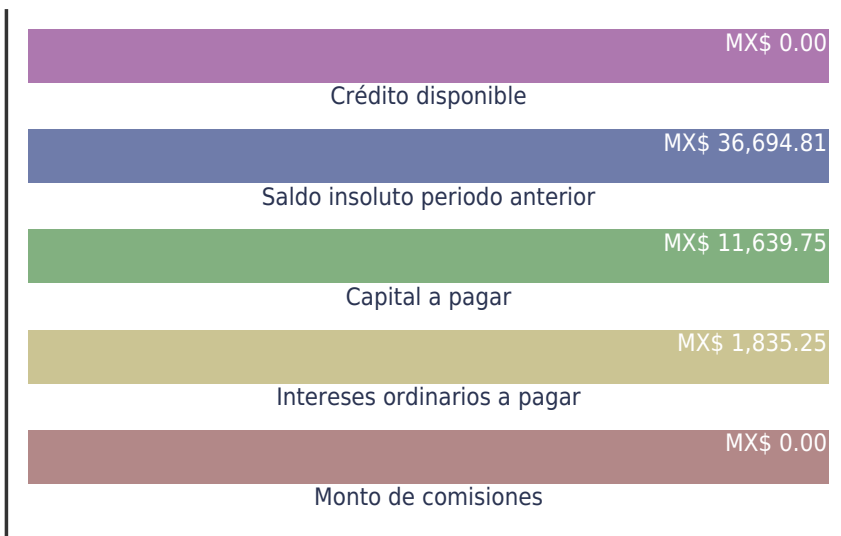 MX$ 0.00
Crédito disponible
MX$ 36,694.81
Saldo insoluto periodo anterior
MX$ 11,639.75
Capital a pagar
MX$ 1,835.25
Intereses ordinarios a pagar
MX$ 0.00
Monto de comisiones